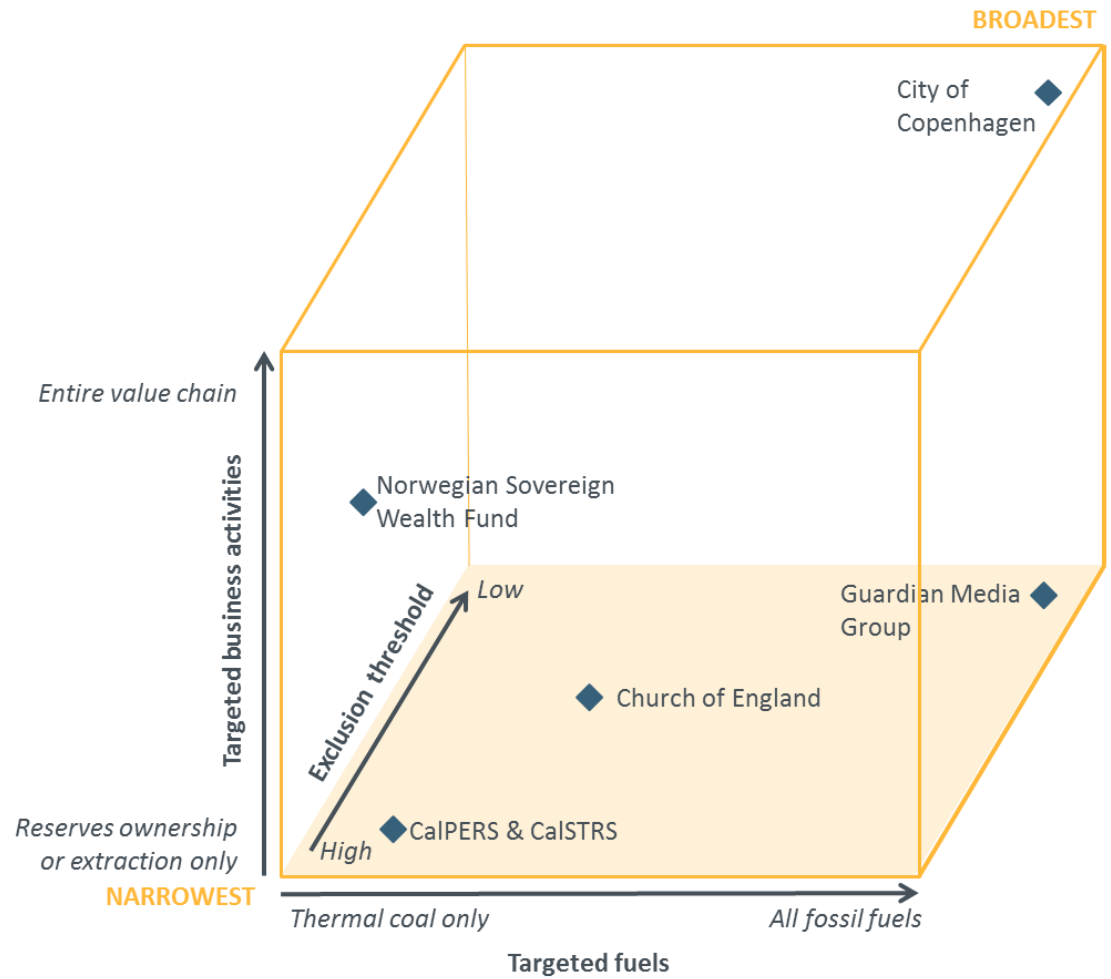 BROADEST
City of
Copenhagen
Entire value chain
Targeted business activities
Norwegian Sovereign
Wealth Fund
Exclusion threshold
Low
Guardian Media
Group
Church of England
Reserves ownership
or extraction only
CalPERS & CalSTRS
High
NARROWEST
Thermal coal only
All fossil fuels
Targeted fuels